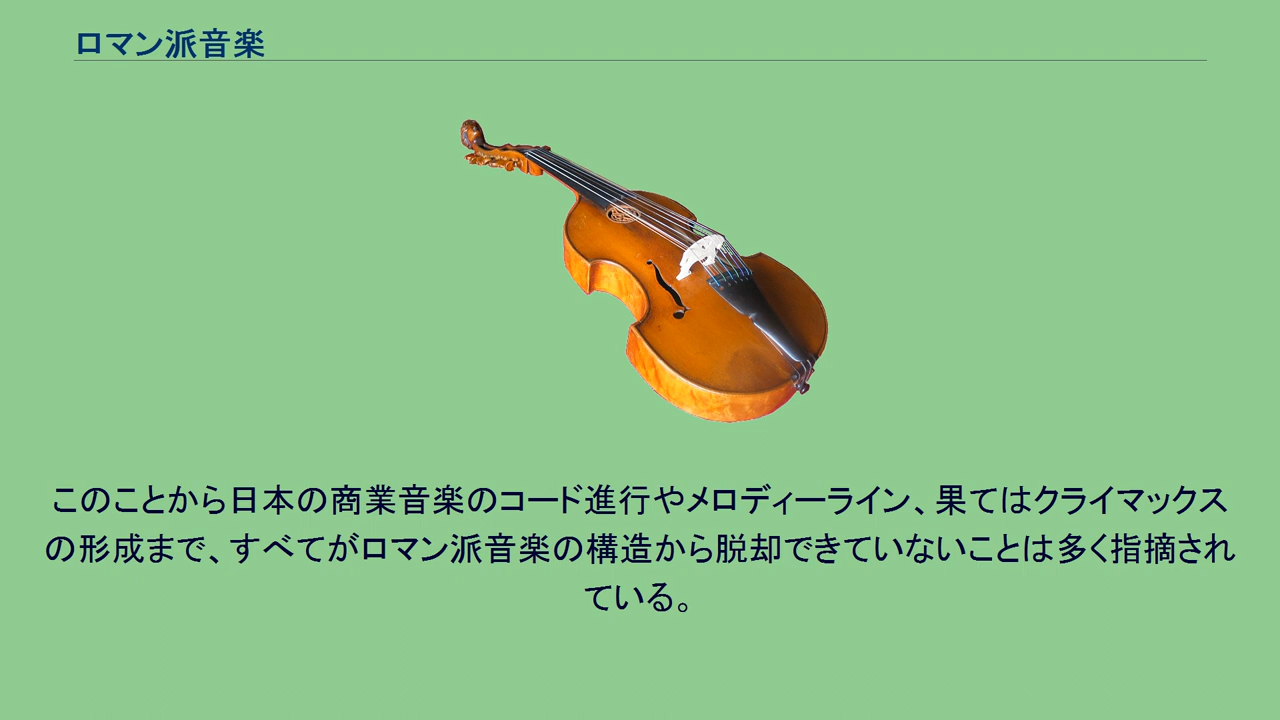 ロマン派音楽
このことから日本の商業音楽のコード進行やメロディーライン、果てはクライマックス
の形成まで、すべてがロマン派音楽の構造から脱却できていないことは多く指摘され
ている。